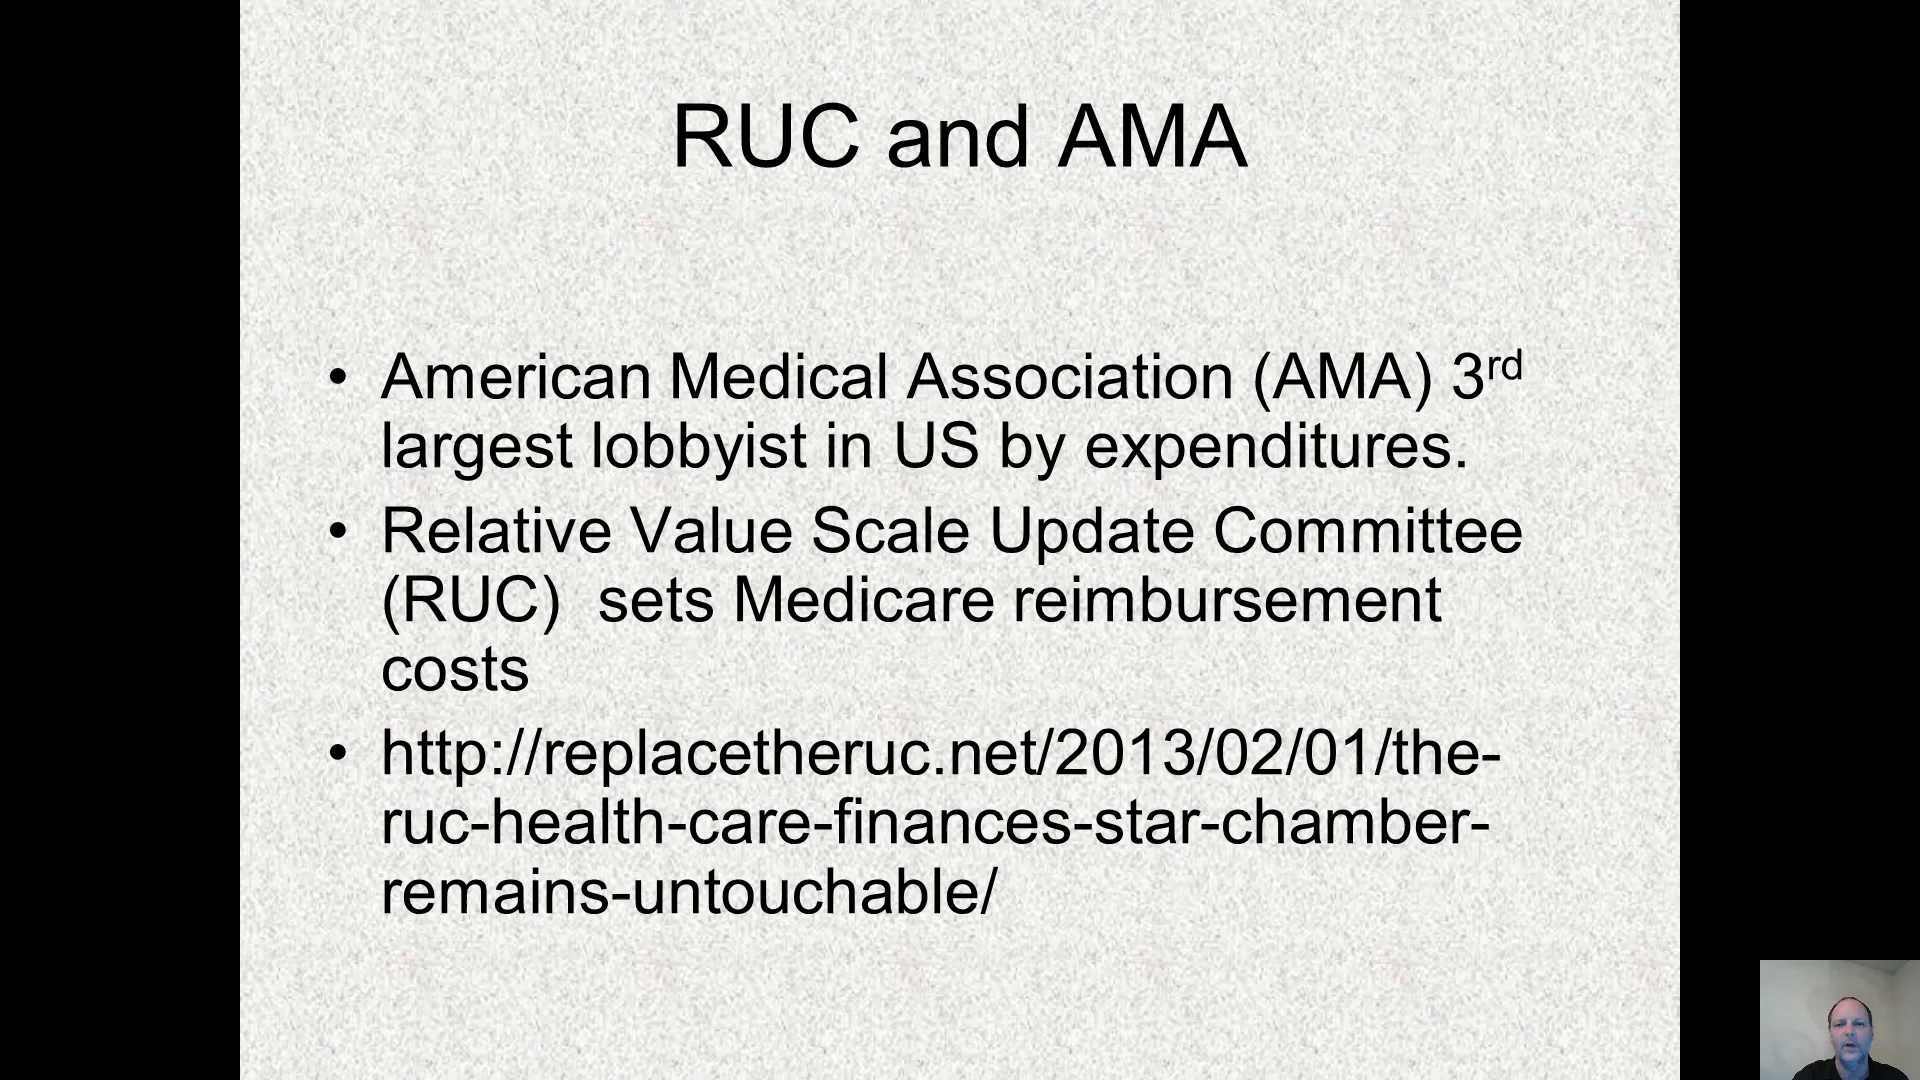 RUC and AMA
• American Medical Association (AMA) 3rd
largest lobbyist in US by expenditures.
• Relative Value Scale Update Committee
(RUC)  sets Medicare reimbursement
costs
• http://replacetheruc.net/2013/02/01/the-
ruc-health-care-finances-star-chamber-
remains-untouchable/